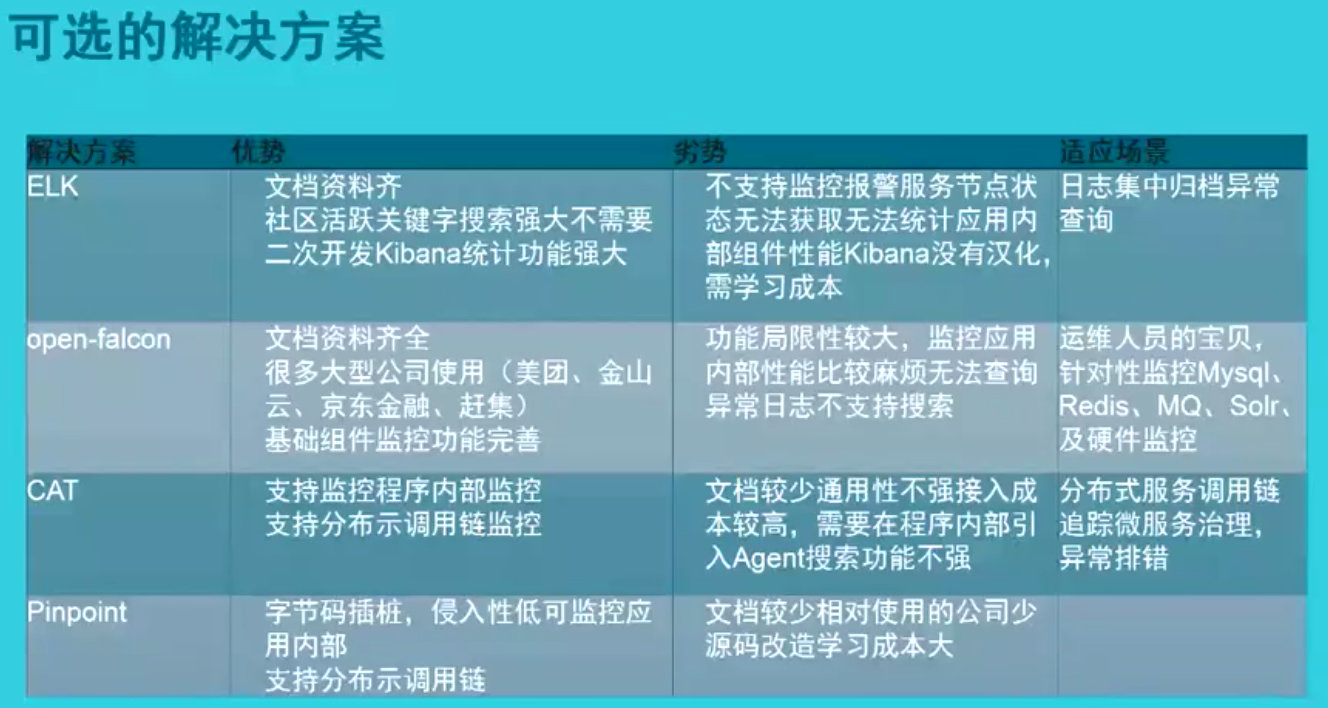 可选的解决方案
解决方案 优势 劣势 适应场景
ELK
文档资料齐
社区活跃关键字搜索强大不需要
二次开发Kibana统计功能强大
不支持监控报警服务节点状
态无法获取无法统计应用内
部组件性能Kibana没有汉化，
需学习成本
日志集中归档异常
查询
open-falcon
文档资料齐全
很多大型公司使用（美团、金山
云、京东金融、赶集）
基础组件监控功能完善
功能局限性较大，监控应用
内部性能比较麻烦无法查询
异常日志不支持搜索
运维人员的宝贝，
针对性监控Mysql、
Redis、MQ、Solr、
及硬件监控
CAT
支持监控程序内部监控
支持分布示调用链监控
文档较少通用性不强接入成
本较高，需要在程序内部引
入Agent搜索功能不强
分布式服务调用链
追踪微服务治理，
异常排错
Pinpoint
字节码插桩，侵入性低可监控应
用内部
支持分布示调用链
文档较少相对使用的公司少
源码改造学习成本大